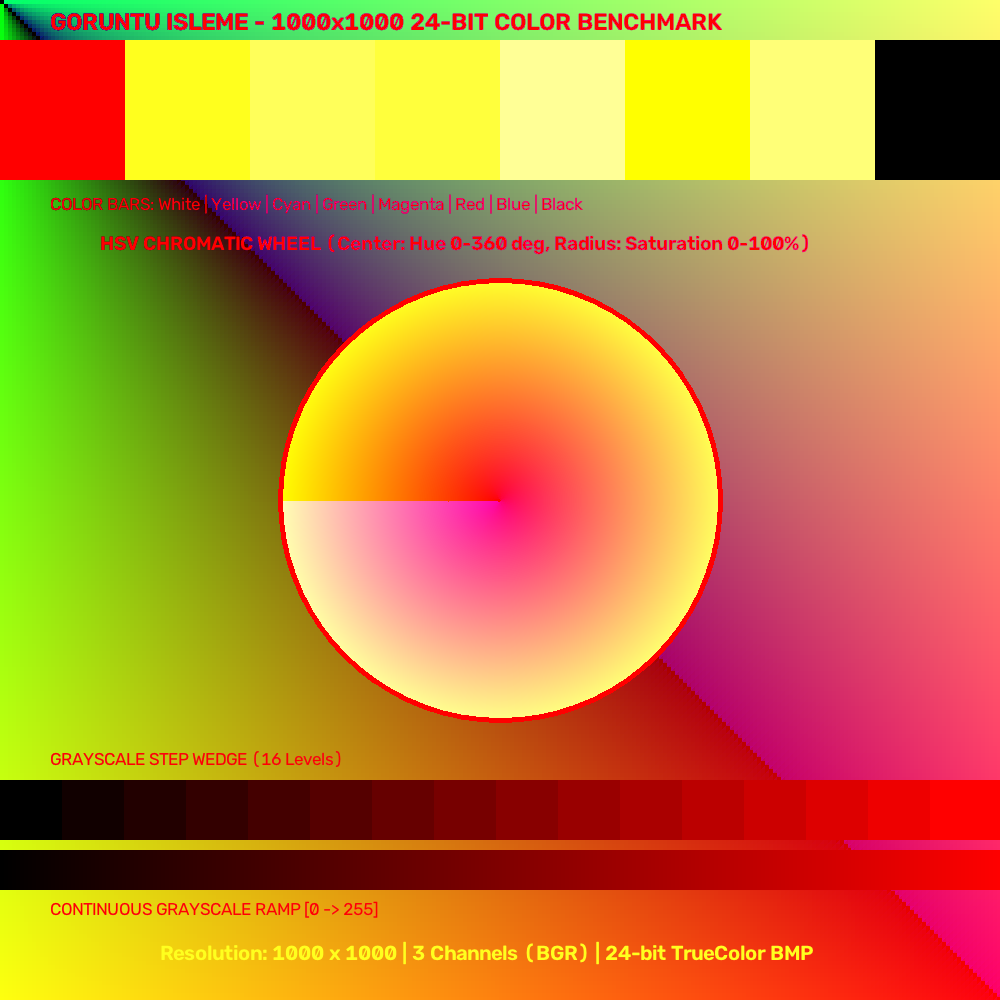 GORUNTU ISLEME - 1000x1000 24-BIT COLOR BENCHMARK
COLOR BARS: White | Yellow | Cyan | Green | Magenta | Red | Blue | Black
HSV CHROMATIC WHEEL (Center: Hue 0-360 deg, Radius: Saturation 0-100%)
GRAYSCALE STEP WEDGE (16 Levels)
CONTINUOUS GRAYSCALE RAMP [0 -> 255]
Resolution: 1000 x 1000 | 3 Channels (BGR) | 24-bit TrueColor BMP